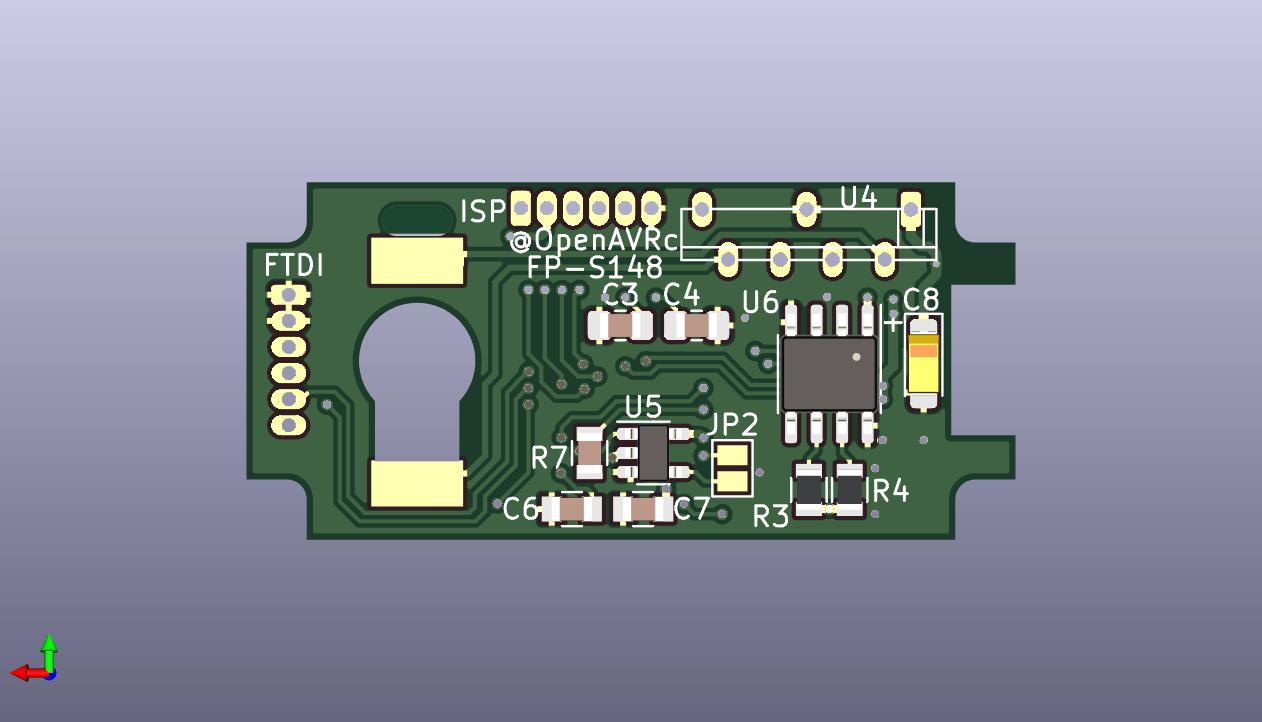 ISP
U4
@OpenAVRc
FP-S148
FTDI
C3
C4
U6
C8
+
U5
JP2
R7
R4
C6
C7
R3